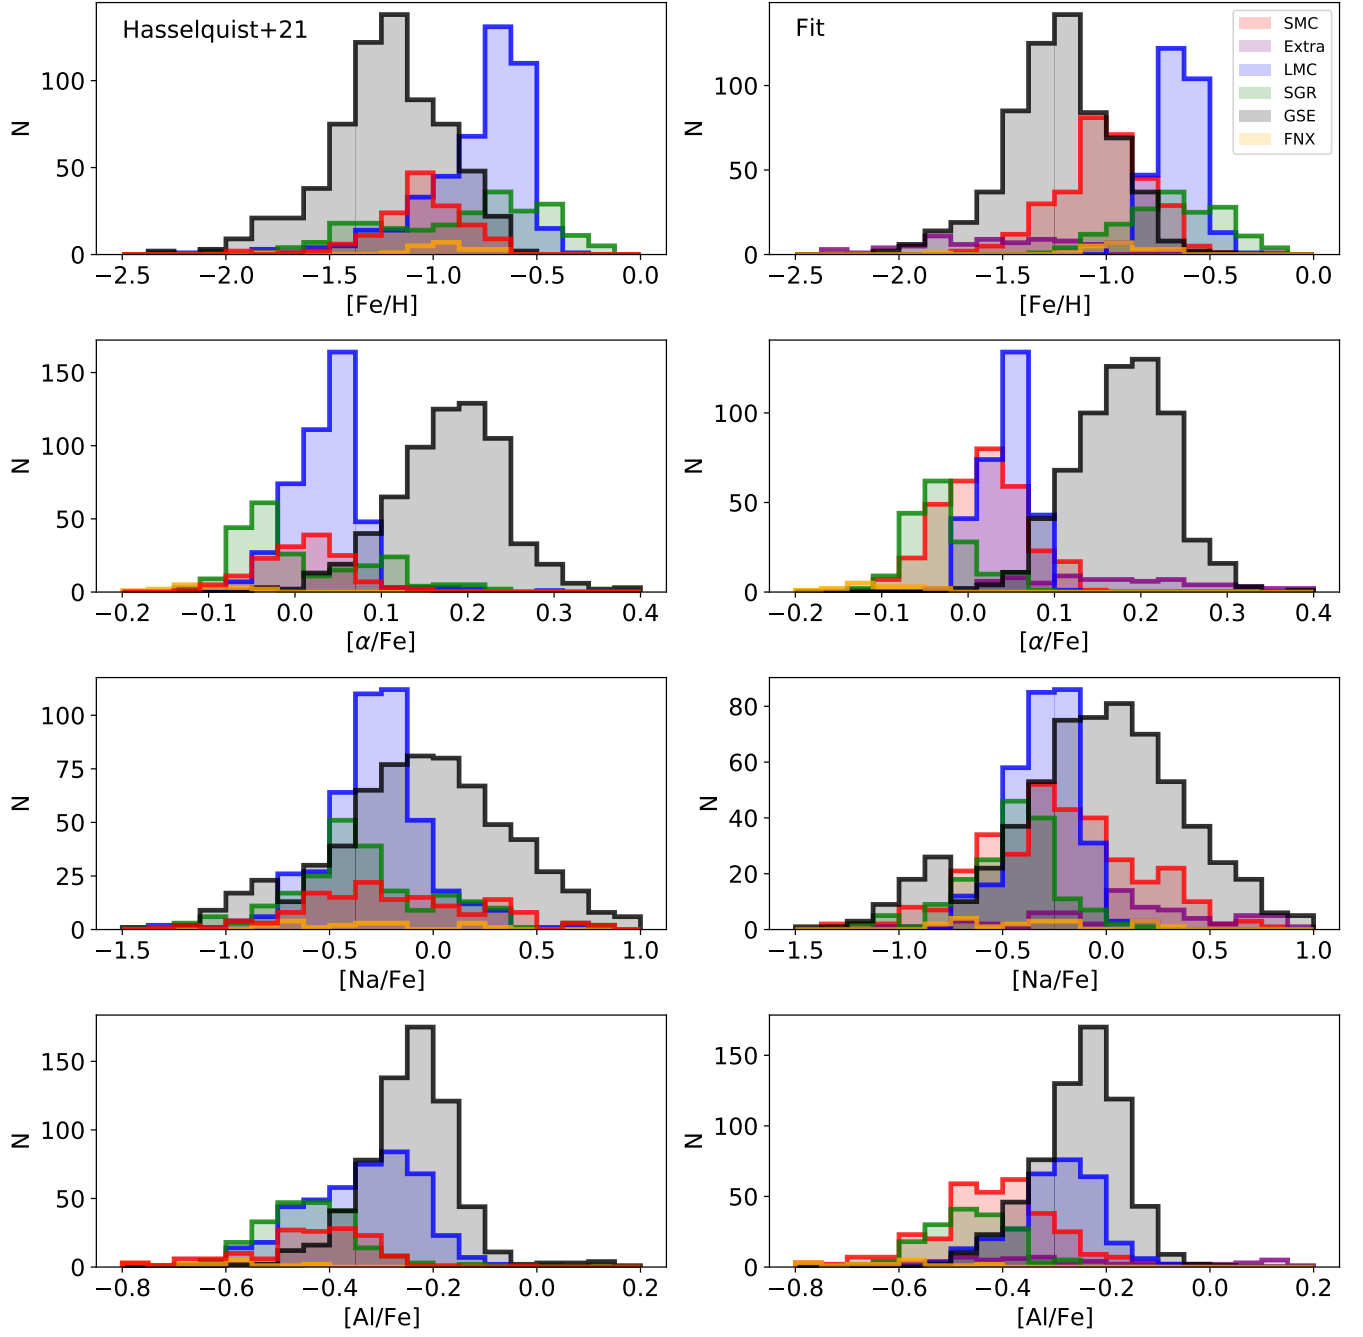 Hasselquist+21
N
100
50
0
−2.5 −2.0 −1.5 −1.0 −0.5 0.0
[Fe/H]
Fit
SMC
Extra
LMC
SGR
GSE
FNX
N
100
50
0
−2.5 −2.0 −1.5 −1.0 −0.5 0.0
[Fe/H]
N
150
100
50
0
−0.2 −0.1 0.0 0.1 0.2 0.3 0.4
[α/Fe]
N
100
50
0
−0.2 −0.1 0.0 0.1 0.2 0.3 0.4
[α/Fe]
N
100
75
50
25
0
−1.5 −1.0 −0.5 0.0 0.5 1.0
[Na/Fe]
N
80
60
40
20
0
−1.5 −1.0 −0.5 0.0 0.5 1.0
[Na/Fe]
N
150
100
50
0
−0.8 −0.6 −0.4 −0.2 0.0 0.2
[Al/Fe]
N
150
100
50
0
−0.8 −0.6 −0.4 −0.2 0.0 0.2
[Al/Fe]